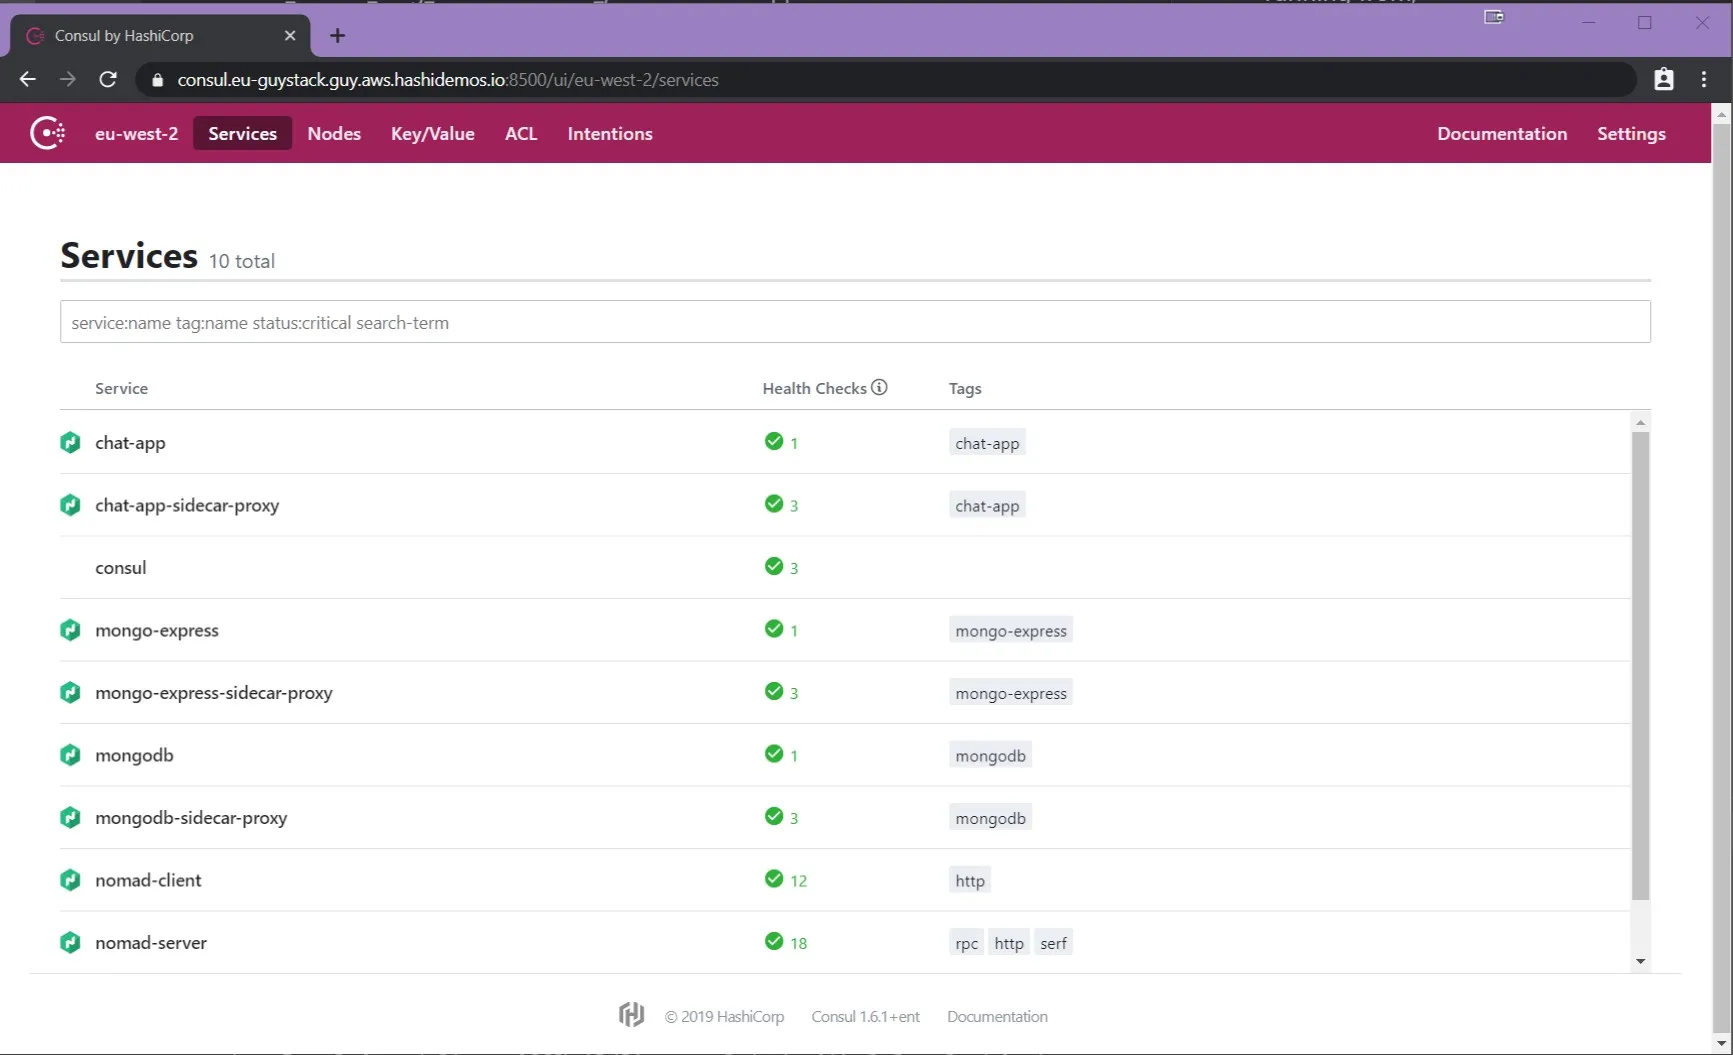 Consul by HashiCorp
consul.eu-guystack.guy.aws.hashidemos.io:8500/ui/eu-west-2/services
eu-west-2 Services Nodes Key/Value ACL Intentions Documentation Settings
Services 10 total
service:name tag:name status:critical search-term
Service Health Checks Tags
chat-app 1 chat-app
chat-app-sidecar-proxy 3 chat-app
consul 3
mongo-express 1 mongo-express
mongo-express-sidecar-proxy 3 mongo-express
mongodb 1 mongodb
mongodb-sidecar-proxy 3 mongodb
nomad-client 12 http
nomad-server 18 rpc http serf
© 2019 HashiCorp Consul 1.6.1+ent Documentation